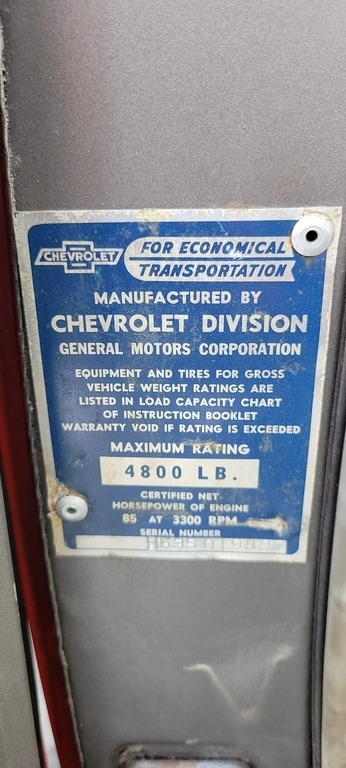 CHEVROLET
FOR ECONOMICAL
TRANSPORTATION
MANUFACTURED BY
CHEVROLET DIVISION
GENERAL MOTORS CORPORATION
EQUIPMENT AND TIRES FOR GROSS
VEHICLE WEIGHT RATINGS ARE
LISTED IN LOAD CAPACITY CHART
OF INSTRUCTION BOOKLET
WARRANTY VOID IF RATING IS EXCEEDED
MAXIMUM RATING
4800 LB.
CERTIFIED NET
HORSEPOWER OF ENGINE
85 AT 3300 RPM
SERIAL NUMBER